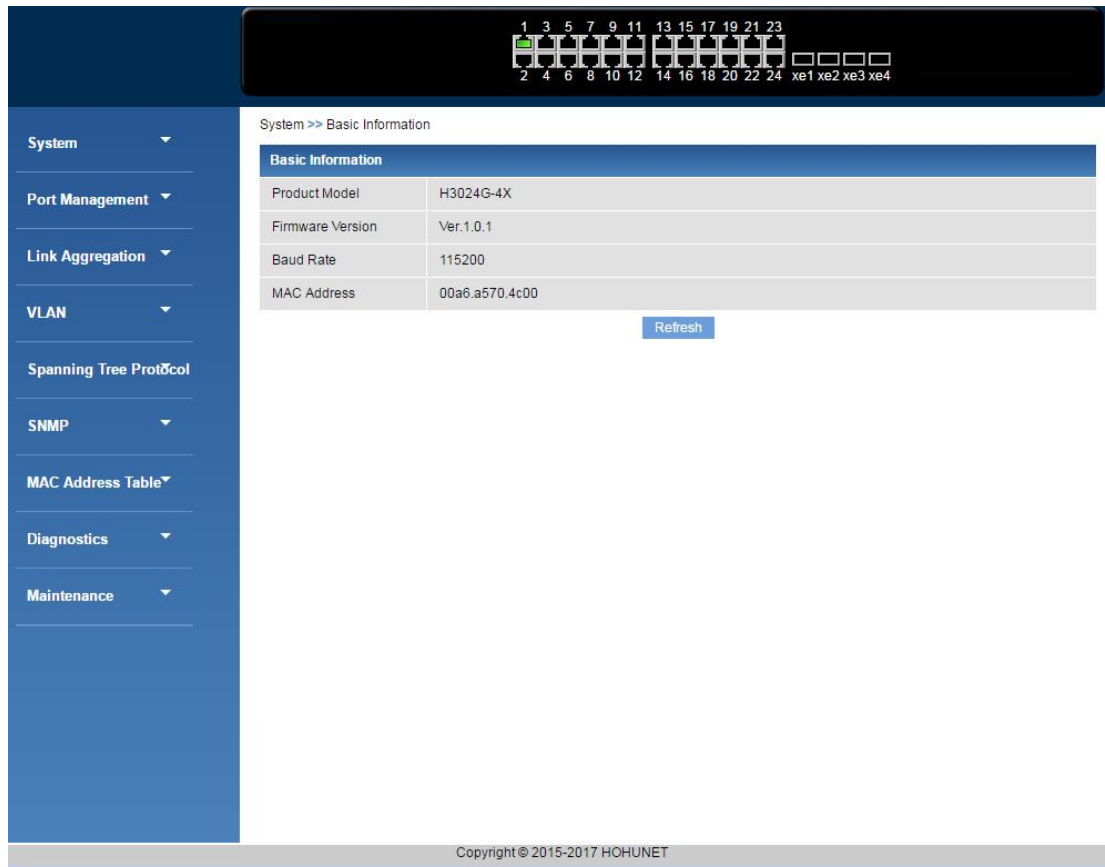 1 3 5 7 9 11 13 15 17 19 21 23
2 4 6 8 10 12 14 16 18 20 22 24 xe1 xe2 xe3 xe4
System
Port Management
Link Aggregation
VLAN
Spanning Tree Protocol
SNMP
MAC Address Table
Diagnostics
Maintenance
System >> Basic Information
Basic Information
Product Model H3024G-4X
Firmware Version Ver.1.0.1
Baud Rate 115200
MAC Address 00a6.a570.4c00
Refresh
Copyright © 2015-2017 HOHUNET